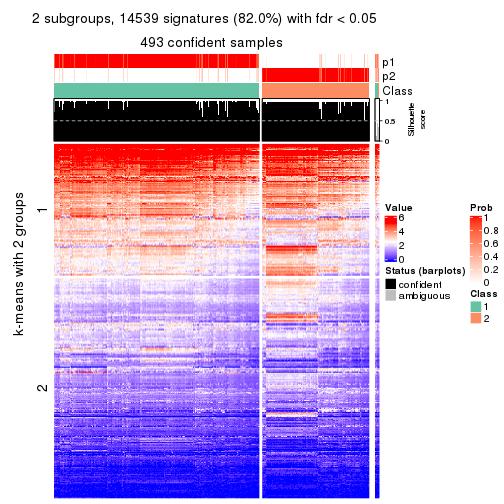 2 subgroups, 14539 signatures (82.0%) with fdr < 0.05
493 confident samples
p1
p2
Class
1
0.5
0
Silhouette
score
k-means with 2 groups
1
2
Value
6
4
2
0
Status (barplots)
confident
ambiguous
Prob
1
0.8
0.6
0.4
0.2
0
Class
1
2